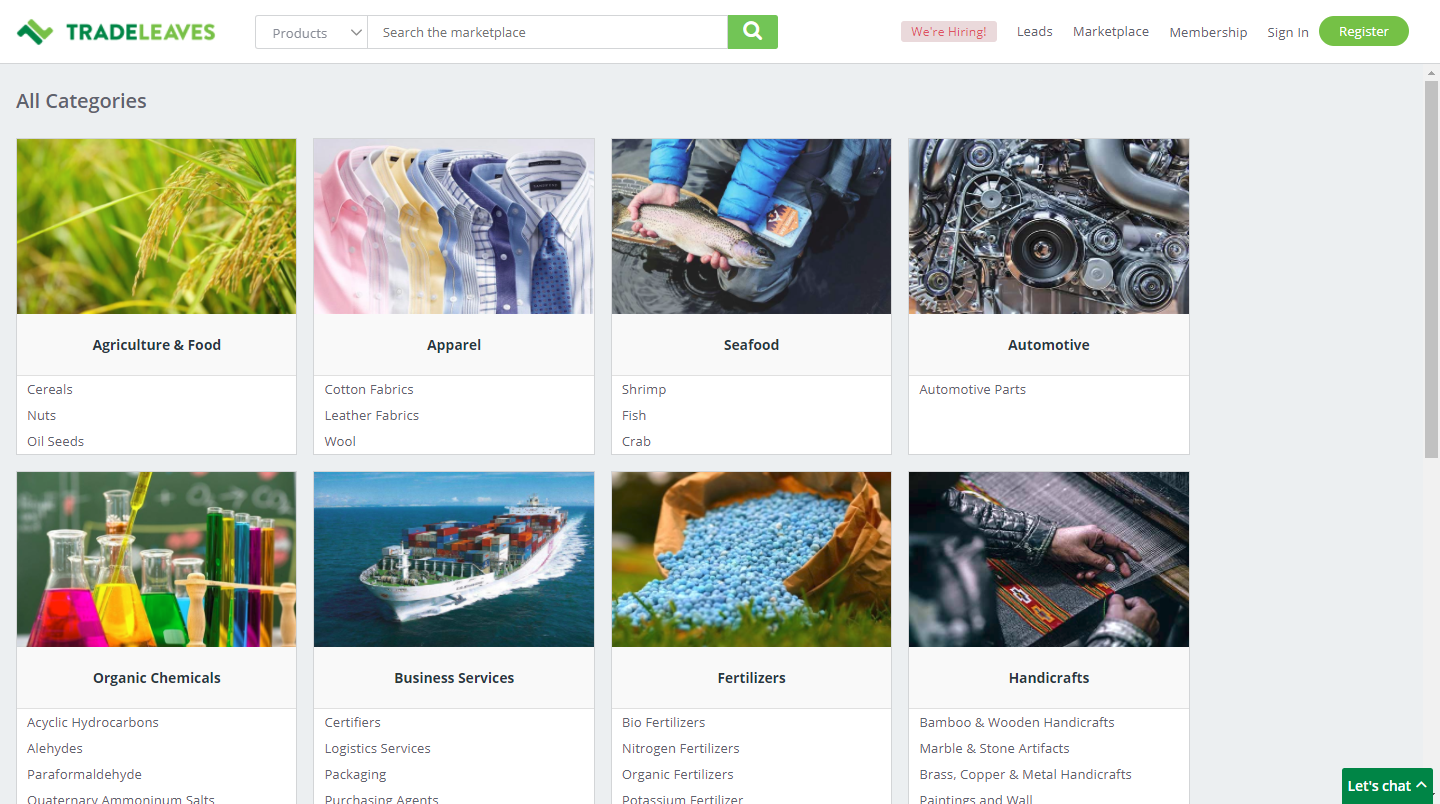 TRADELEAVES
Products
Search the marketplace
We're Hiring!
Leads
Marketplace
Membership
Sign In
Register
All Categories
Agriculture & Food
Apparel
Seafood
Automotive
Cereals
Nuts
Oil Seeds
Cotton Fabrics
Leather Fabrics
Wool
Shrimp
Fish
Crab
Automotive Parts
Organic Chemicals
Business Services
Fertilizers
Handicrafts
Acyclic Hydrocarbons
Alehydes
Paraformaldehyde
Quaternary Ammoninum Salts
Certifiers
Logistics Services
Packaging
Purchasing Agents
Bio Fertilizers
Nitrogen Fertilizers
Organic Fertilizers
Potassium Fertilizer
Bamboo & Wooden Handicrafts
Marble & Stone Artifacts
Brass, Copper & Metal Handicrafts
Paintings and Wall
Let's chat